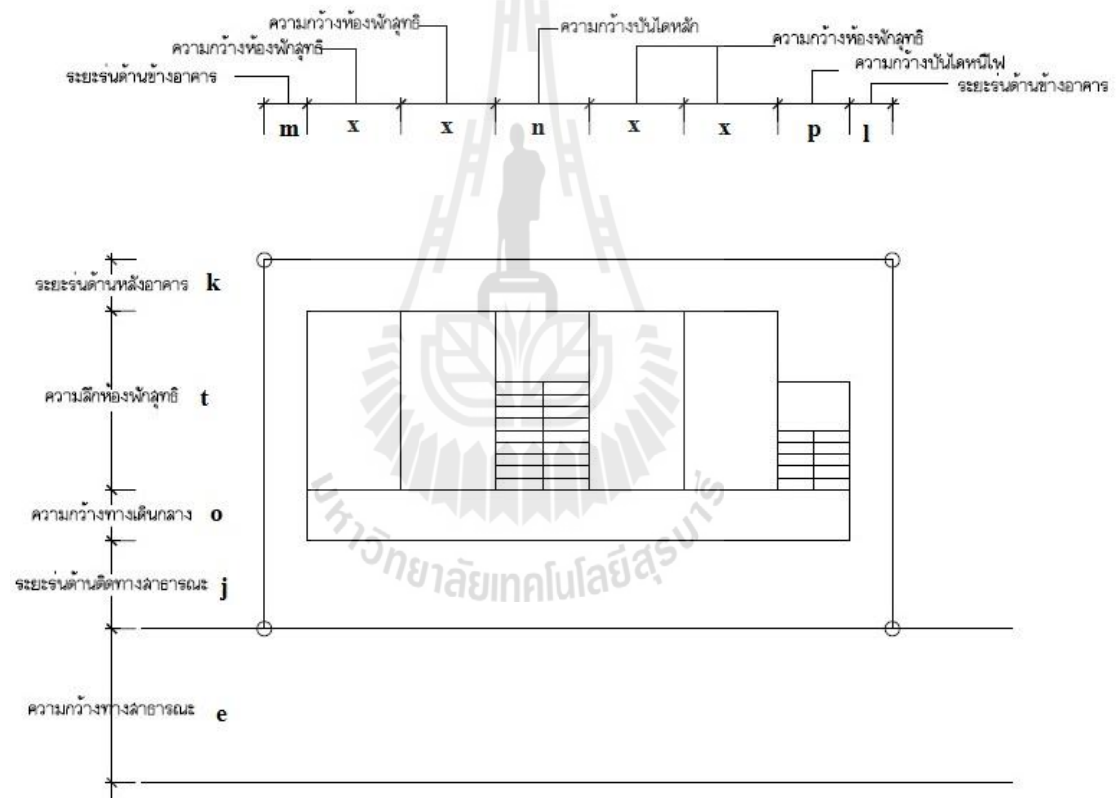 ความกว้างห้องพักสุทธิ
ความกว้างบันไดหลัก
ความกว้างห้องพักสุทธิ
ความกว้างห้องพักสุทธิ
ความกว้างบันไดหนีไฟ
ระยะร่นด้านข้างอาคาร
ระยะร่นด้านข้างอาคาร
m x x n x x p l
ระยะร่นด้านหลังอาคาร k
ความลึกห้องพักสุทธิ t
ความกว้างทางเดินกลาง o
ระยะร่นด้านติดทางสาธารณะ j
ความกว้างทางสาธารณะ e
มหาวิทยาลัยเทคโนโลยีสุรนารี